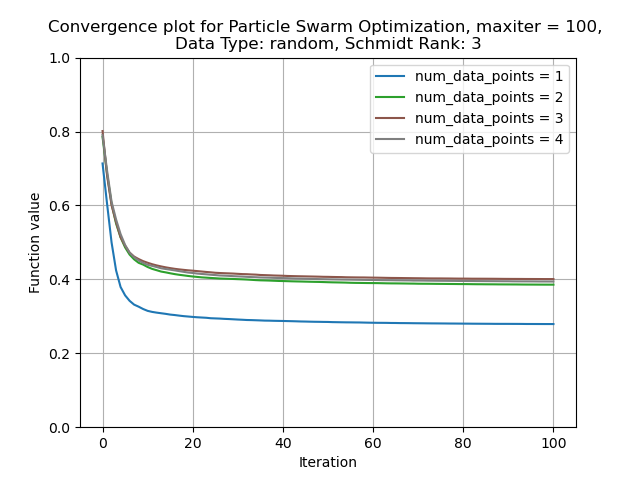 Convergence plot for Particle Swarm Optimization, maxiter = 100,
Data Type: random, Schmidt Rank: 3
1.0
0.8
0.6
0.4
0.2
0.0
Function value
num_data_points = 1
num_data_points = 2
num_data_points = 3
num_data_points = 4
0
20
40
60
80
100
Iteration